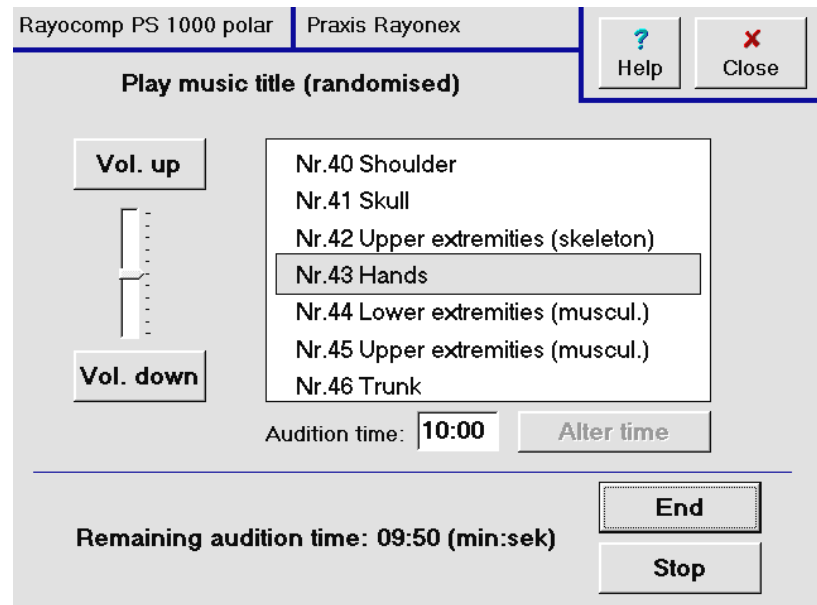 Rayocomp PS 1000 polar
Praxis Rayonex
?
Help
✗
Close
Play music title (randomised)
Vol. up
Nr.40 Shoulder
Nr.41 Skull
Nr.42 Upper extremities (skeleton)
Nr.43 Hands
Nr.44 Lower extremities (muscul.)
Nr.45 Upper extremities (muscul.)
Nr.46 Trunk
Vol. down
Audition time: 10:00
Alter time
Remaining audition time: 09:50 (min:sek)
End
Stop